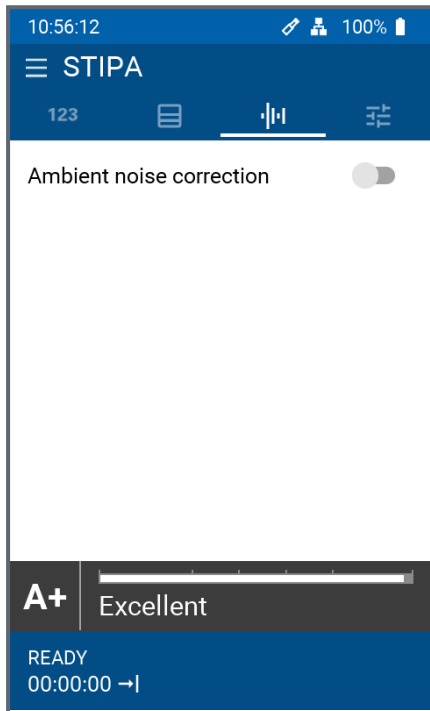 10:56:12 100%
STIPA
123
Ambient noise correction
A+
Excellent
READY
00:00:00